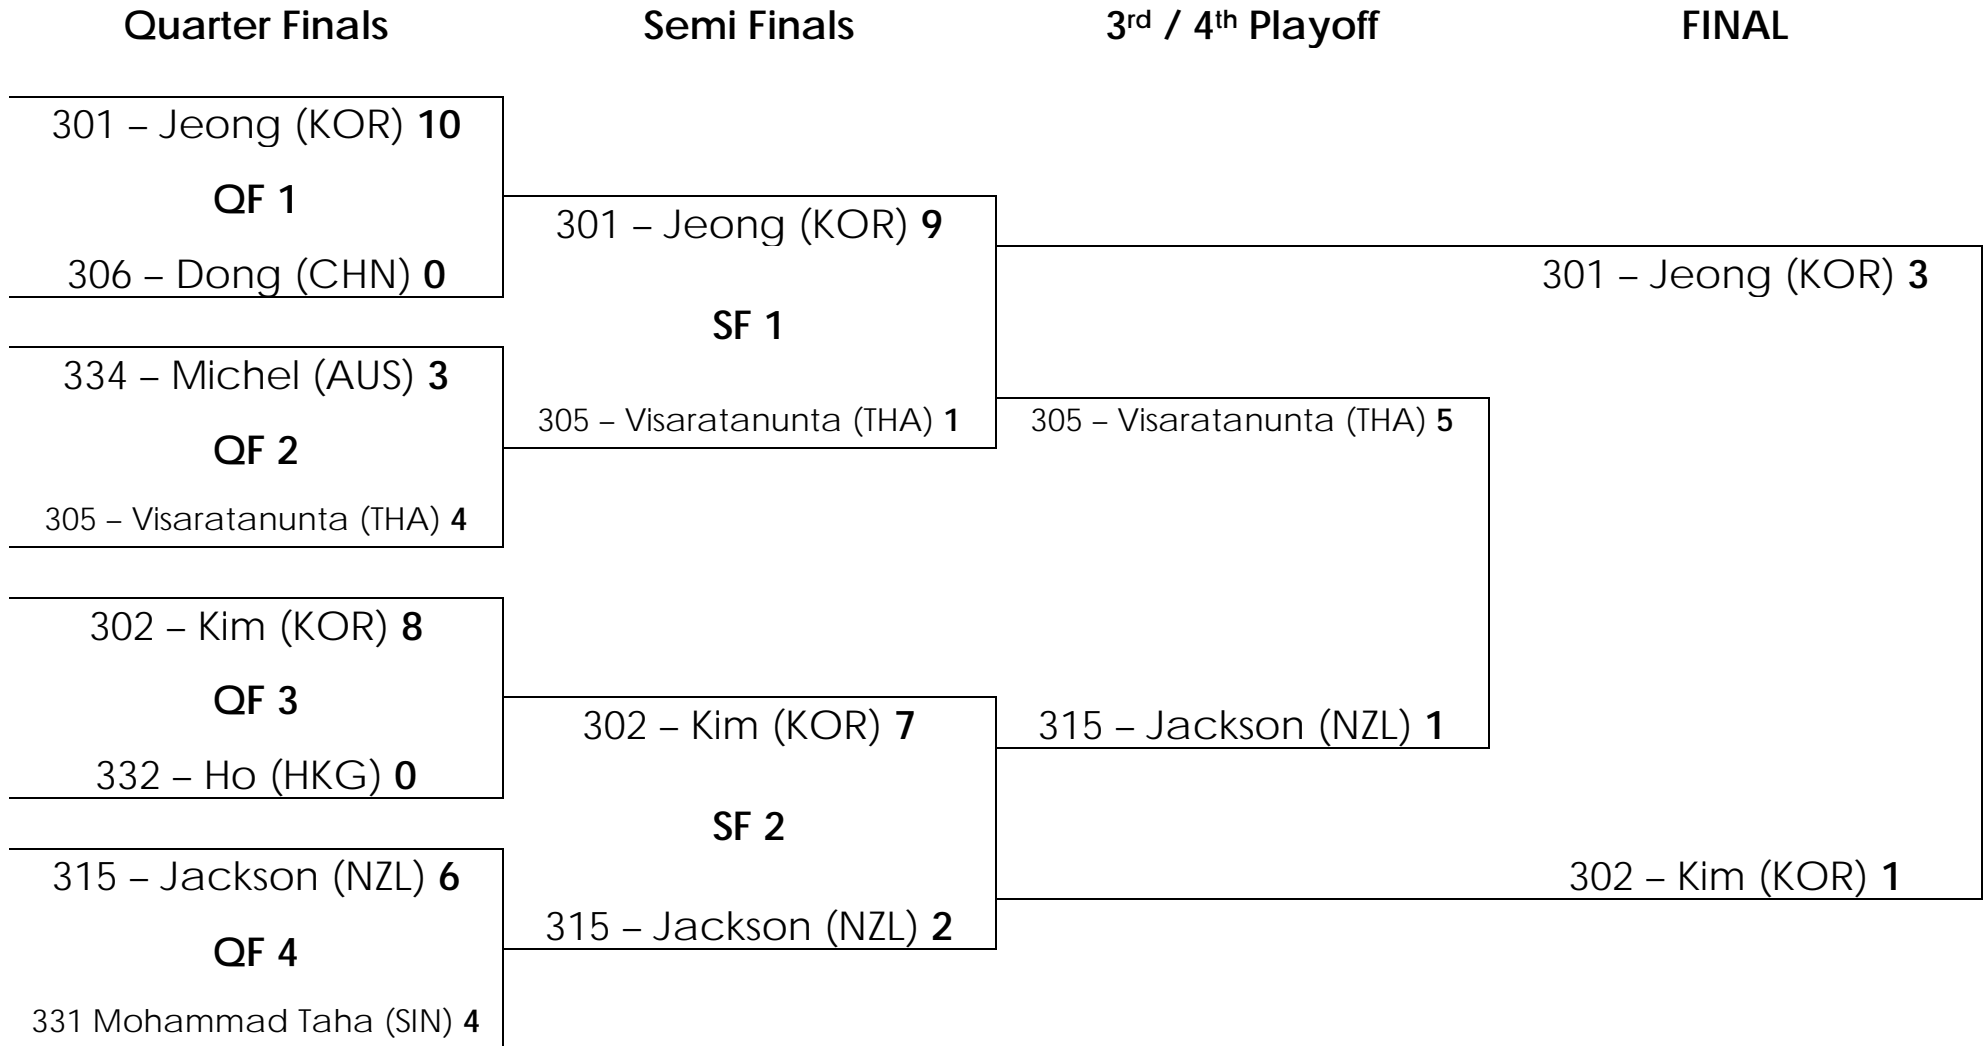 Quarter Finals
Semi Finals
3rd / 4th Playoff
FINAL
301 – Jeong (KOR) 10
QF 1
306 – Dong (CHN) 0
334 – Michel (AUS) 3
QF 2
305 – Visaratanunta (THA) 4
302 – Kim (KOR) 8
QF 3
332 – Ho (HKG) 0
315 – Jackson (NZL) 6
QF 4
331 Mohammad Taha (SIN) 4
301 – Jeong (KOR) 9
SF 1
305 – Visaratanunta (THA) 1
302 – Kim (KOR) 7
SF 2
315 – Jackson (NZL) 2
305 – Visaratanunta (THA) 5
315 – Jackson (NZL) 1
301 – Jeong (KOR) 3
302 – Kim (KOR) 1